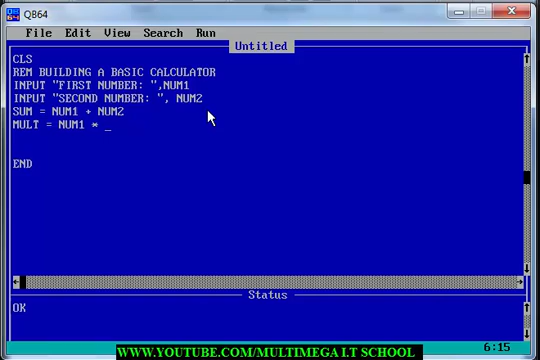 QB64
File Edit View Search Run
Untitled
CLS
REM BUILDING A BASIC CALCULATOR
INPUT "FIRST NUMBER: ",NUM1
INPUT "SECOND NUMBER: ", NUM2
SUM = NUM1 + NUM2
MULT = NUM1 * _
END
Status
OK
6:15
WWW.YOUTUBE.COM/MULTIMEGA I.T SCHOOL